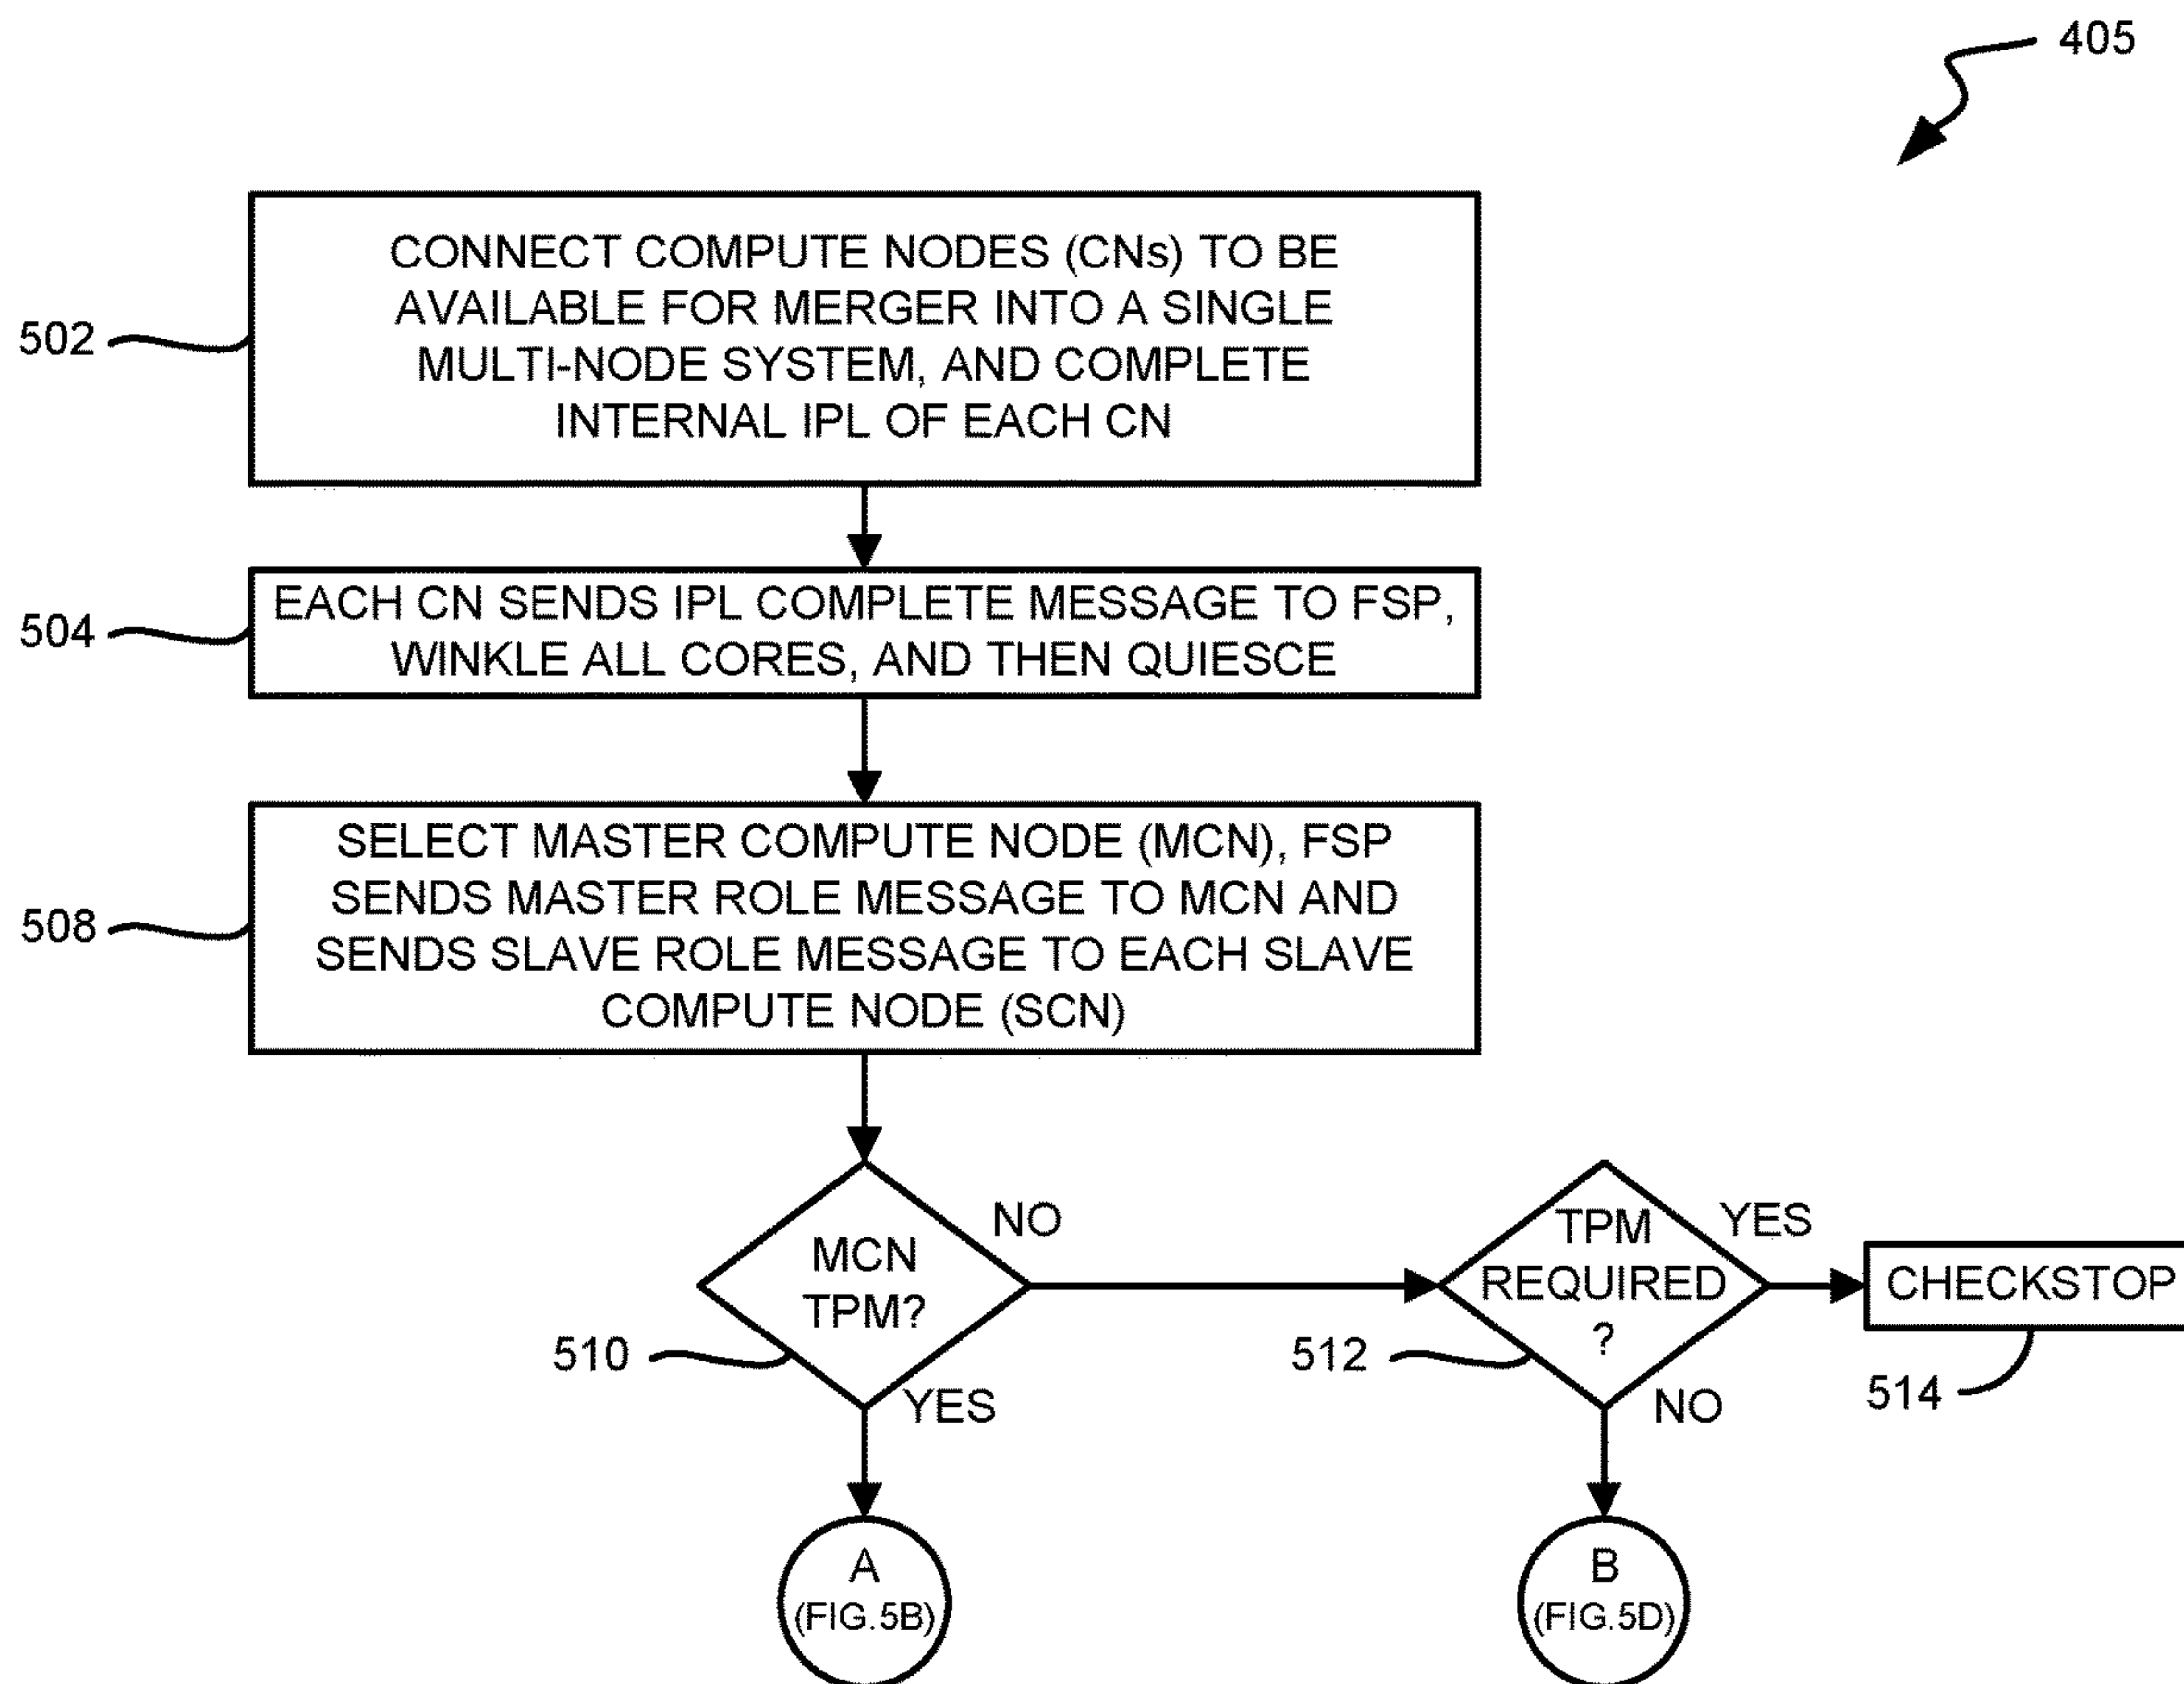 405
CONNECT COMPUTE NODES (CNs) TO BE
AVAILABLE FOR MERGER INTO A SINGLE
MULTI-NODE SYSTEM, AND COMPLETE
INTERNAL IPL OF EACH CN
502
EACH CN SENDS IPL COMPLETE MESSAGE TO FSP,
WINKLE ALL CORES, AND THEN QUIESCE
504
SELECT MASTER COMPUTE NODE (MCN), FSP
SENDS MASTER ROLE MESSAGE TO MCN AND
SENDS SLAVE ROLE MESSAGE TO EACH SLAVE
COMPUTE NODE (SCN)
508
MCN
TPM?
510
NO
YES
TPM
REQUIRED
?
512
YES
NO
CHECKSTOP
514
A
(FIG.5B)
B
(FIG.5D)